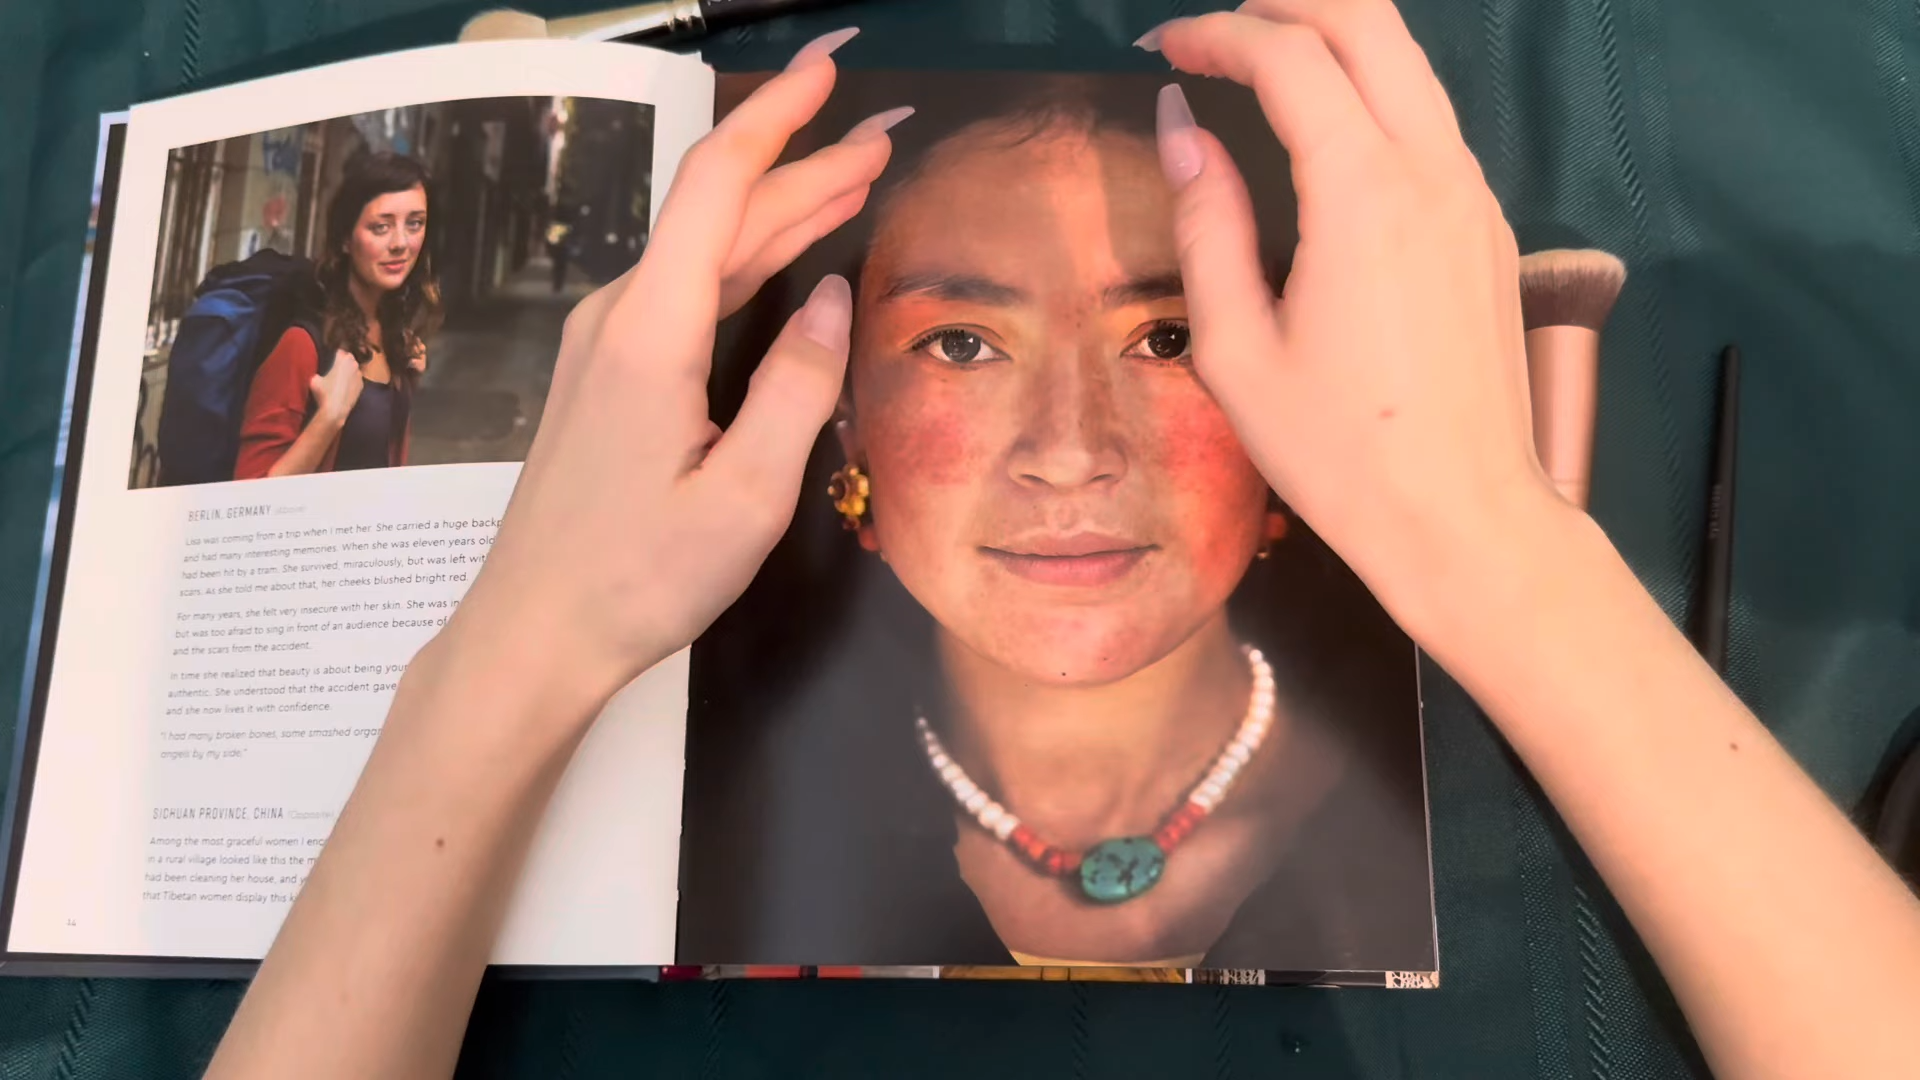 BERLIN, GERMANY (Above)
Lisa was coming from a trip when I met her. She carried a huge backp
and had many interesting memories. When she was eleven years old
had been hit by a tram. She survived, miraculously, but was left wit
scars. As she told me about that, her cheeks blushed bright red.
For many years, she felt very insecure with her skin. She was in
but was too afraid to sing in front of an audience because of
and the scars from the accident.
In time she realized that beauty is about being your
authentic. She understood that the accident gave
and she now lives it with confidence.
"I had many broken bones, some smashed organ
angels by my side."
SICHUAN PROVINCE, CHINA (Opposite)
Among the most graceful women I enc
in a rural village looked like this the m
had been cleaning her house, and y
that Tibetan women display this k